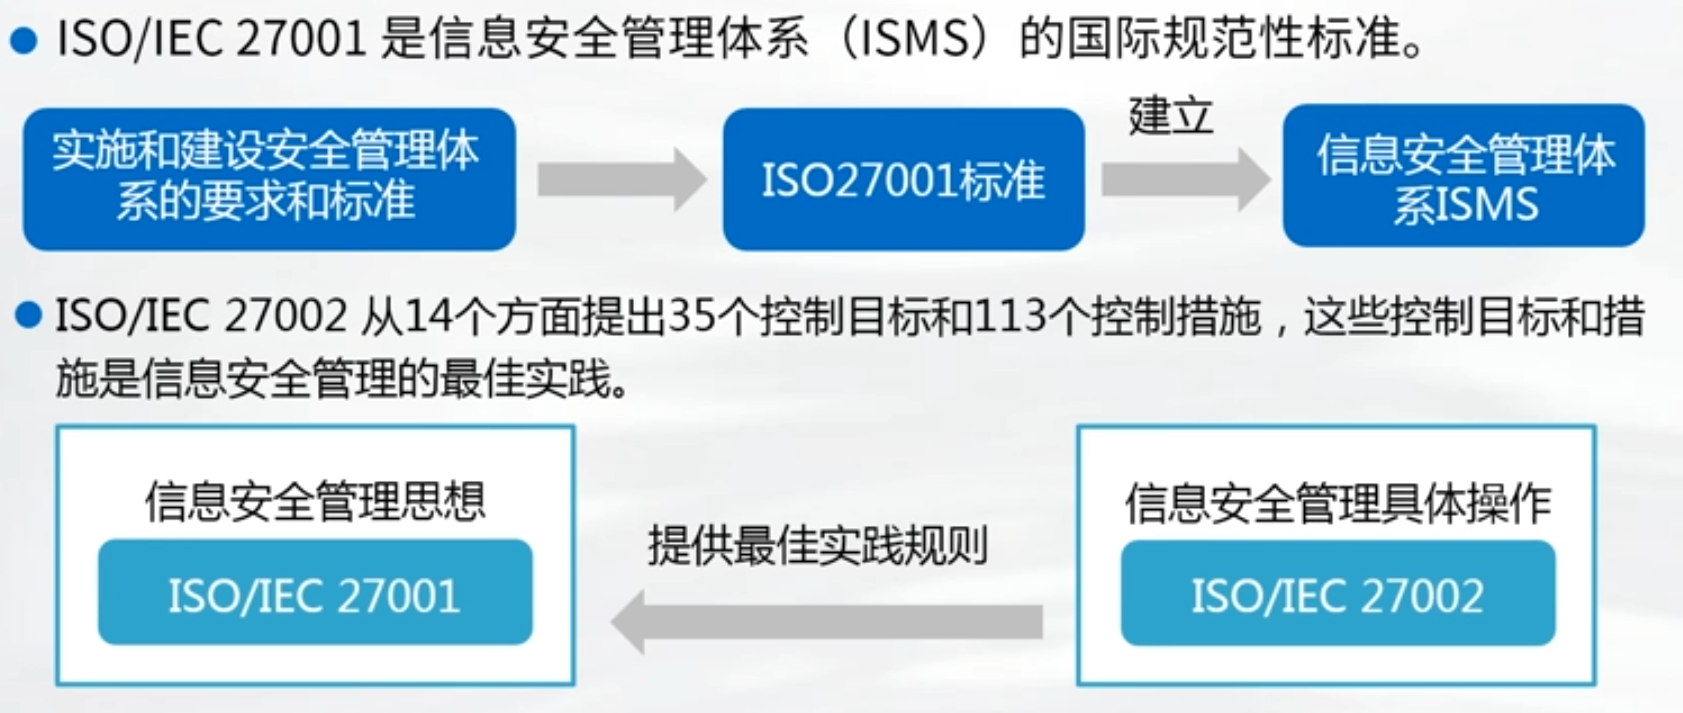 ISO/IEC 27001 是信息安全管理体系（ISMS）的国际规范性标准。
实施和建设安全管理体
系的要求和标准
ISO27001标准
建立
信息安全管理体
系ISMS
ISO/IEC 27002 从14个方面提出35个控制目标和113个控制措施，这些控制目标和措
施是信息安全管理的最佳实践。
信息安全管理思想
ISO/IEC 27001
提供最佳实践规则
信息安全管理具体操作
ISO/IEC 27002